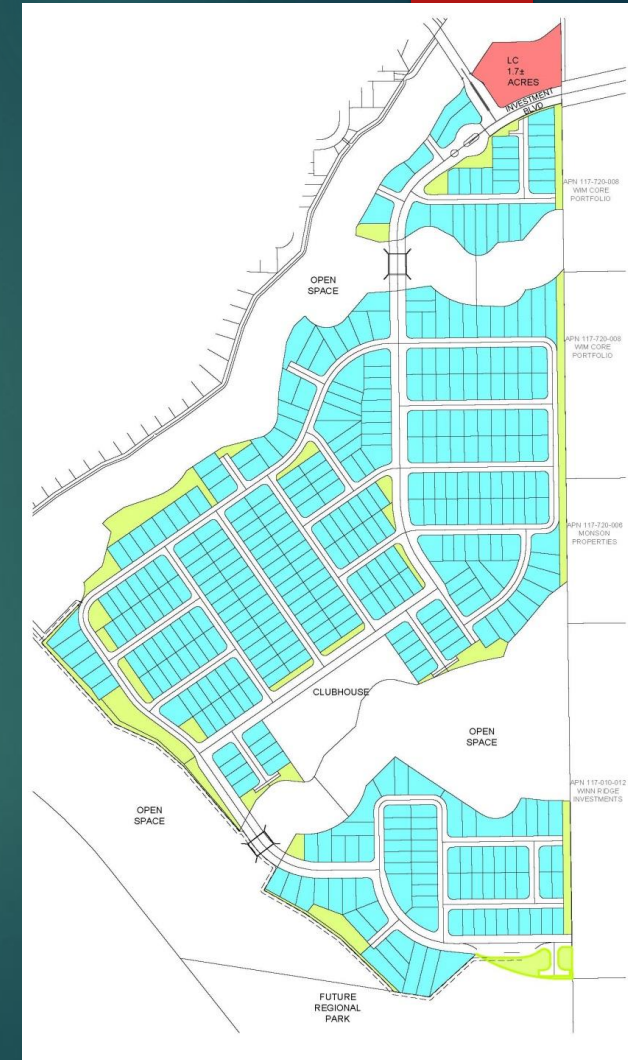 LC
1.7±
ACRES
INVESTMENT
BLVD
APN 117-720-008
WIM CORE
PORTFOLIO
OPEN
SPACE
APN 117-720-009
WIM CORE
PORTFOLIO
APN 117-720-006
MONSON
PROPERTIES
CLUBHOUSE
OPEN
SPACE
APN 117-010-012
WINN RIDGE
INVESTMENTS
OPEN
SPACE
FUTURE
REGIONAL
PARK